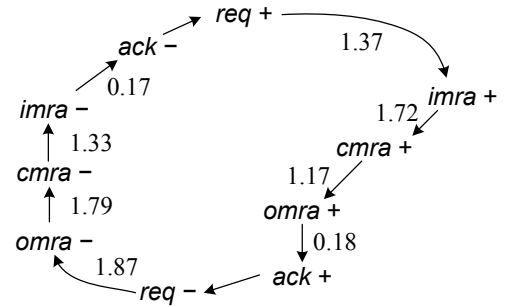 req +
ack −
1.37
0.17
imra −
imra +
1.72
1.33
cmra +
cmra −
1.17
1.79
omra +
omra −
0.18
1.87
ack +
req −